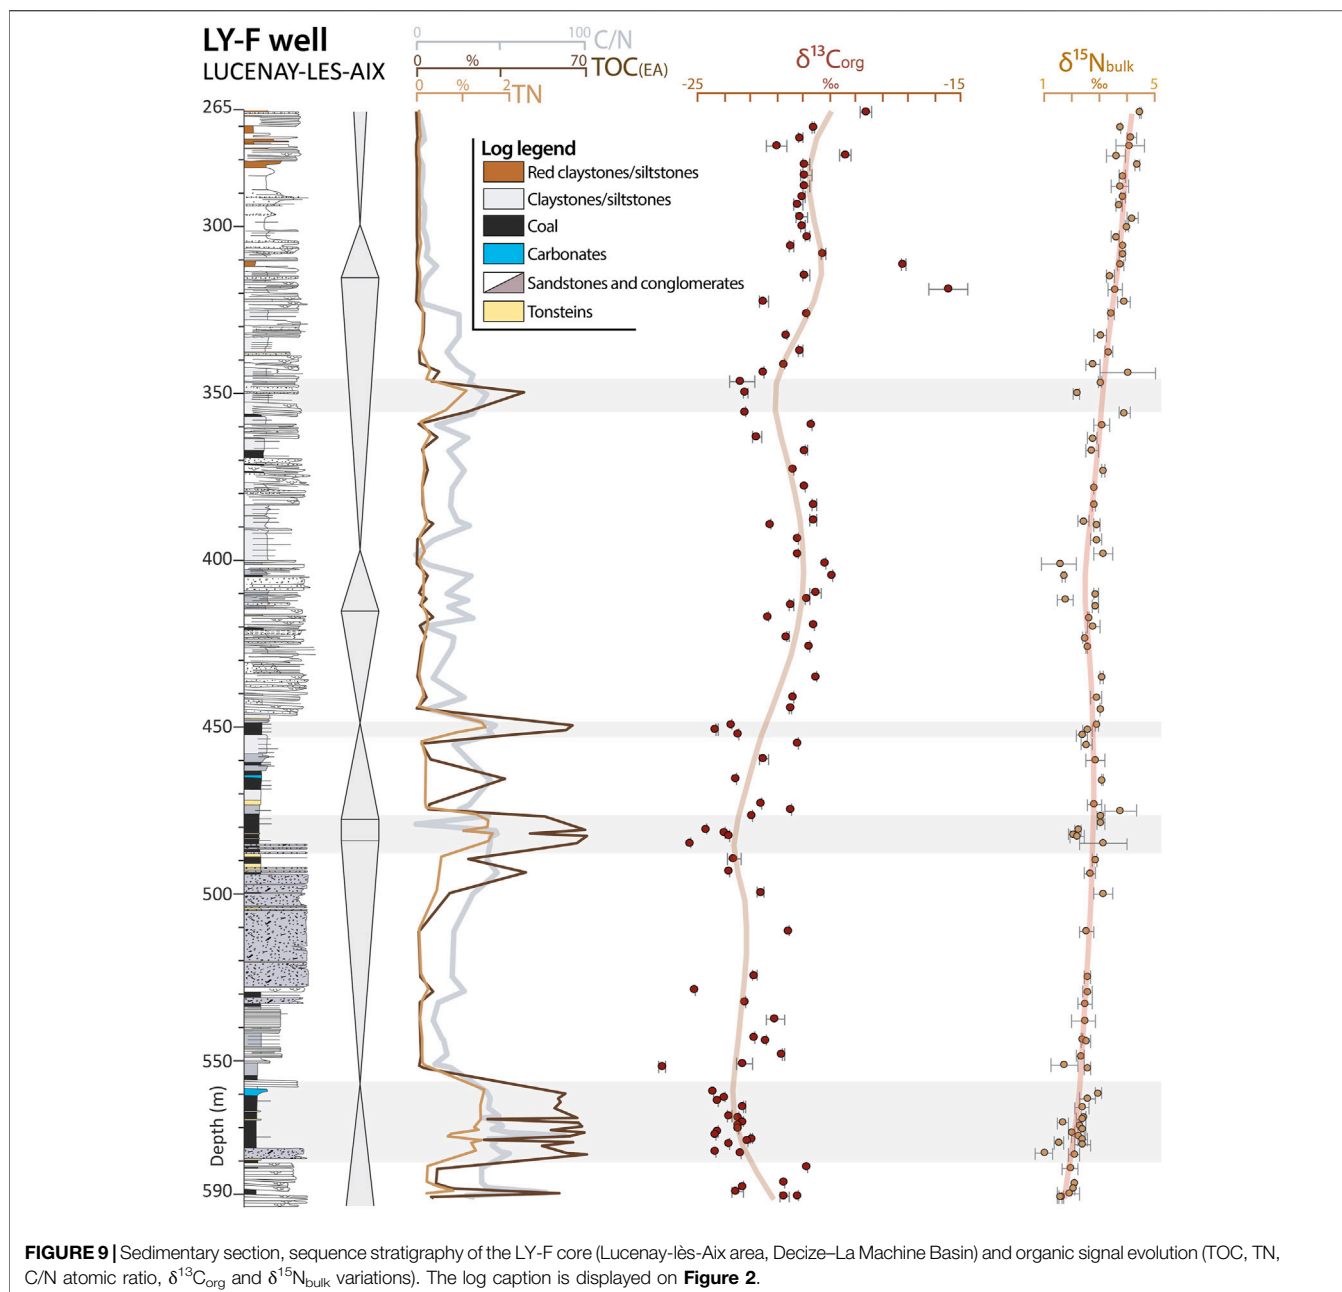 LY-F well
LUCENAY-LES-AIX
0 100 C/N
0 % 70 TOC(EA)
0 % 2 TN
δ¹³Corg
-25 ‰ -15
δ¹⁵Nbulk
1 ‰ 5
Log legend
Red claystones/siltstones
Claystones/siltstones
Coal
Carbonates
Sandstones and conglomerates
Tonsteins
265
300
350
400
450
500
550
590
Depth (m)
FIGURE 9 | Sedimentary section, sequence stratigraphy of the LY-F core (Lucenay-lès-Aix area, Decize–La Machine Basin) and organic signal evolution (TOC, TN,
C/N atomic ratio, δ¹³Corg and δ¹⁵Nbulk variations). The log caption is displayed on Figure 2.